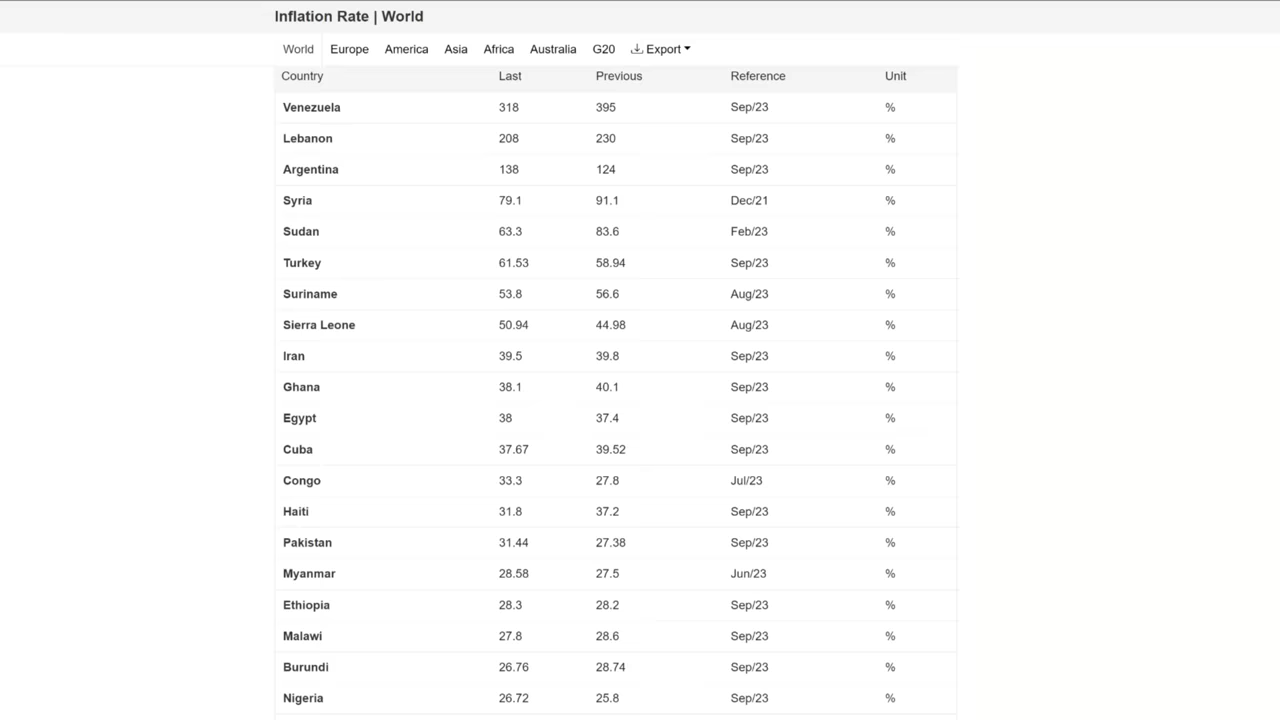 Inflation Rate | World
World Europe America Asia Africa Australia G20 Export
Country Last Previous Reference Unit
Venezuela 318 395 Sep/23 %
Lebanon 208 230 Sep/23 %
Argentina 138 124 Sep/23 %
Syria 79.1 91.1 Dec/21 %
Sudan 63.3 83.6 Feb/23 %
Turkey 61.53 58.94 Sep/23 %
Suriname 53.8 56.6 Aug/23 %
Sierra Leone 50.94 44.98 Aug/23 %
Iran 39.5 39.8 Sep/23 %
Ghana 38.1 40.1 Sep/23 %
Egypt 38 37.4 Sep/23 %
Cuba 37.67 39.52 Sep/23 %
Congo 33.3 27.8 Jul/23 %
Haiti 31.8 37.2 Sep/23 %
Pakistan 31.44 27.38 Sep/23 %
Myanmar 28.58 27.5 Jun/23 %
Ethiopia 28.3 28.2 Sep/23 %
Malawi 27.8 28.6 Sep/23 %
Burundi 26.76 28.74 Sep/23 %
Nigeria 26.72 25.8 Sep/23 %